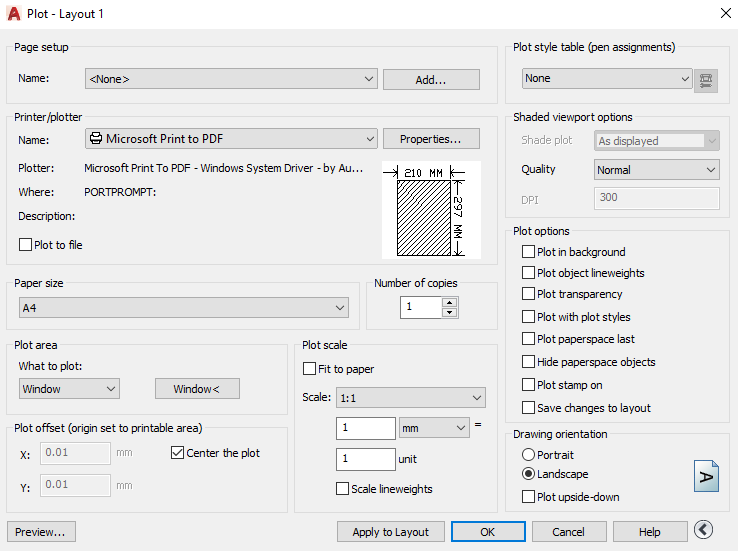 Plot - Layout 1
Page setup
Name: <None> Add...
Printer/plotter
Name: Microsoft Print to PDF Properties...
Plotter: Microsoft Print To PDF - Windows System Driver - by Au...
Where: PORTPROMPT:
Description:
Plot to file
210 MM
297 MM
Paper size
A4
Number of copies
1
Plot area
What to plot:
Window Window<
Plot offset (origin set to printable area)
X: 0.01 mm Center the plot
Y: 0.01 mm
Plot scale
Fit to paper
Scale: 1:1
1 mm =
1 unit
Scale lineweights
Plot style table (pen assignments)
None
Shaded viewport options
Shade plot As displayed
Quality Normal
DPI 300
Plot options
Plot in background
Plot object lineweights
Plot transparency
Plot with plot styles
Plot paperspace last
Hide paperspace objects
Plot stamp on
Save changes to layout
Drawing orientation
Portrait
Landscape
Plot upside-down
A
Preview... Apply to Layout OK Cancel Help